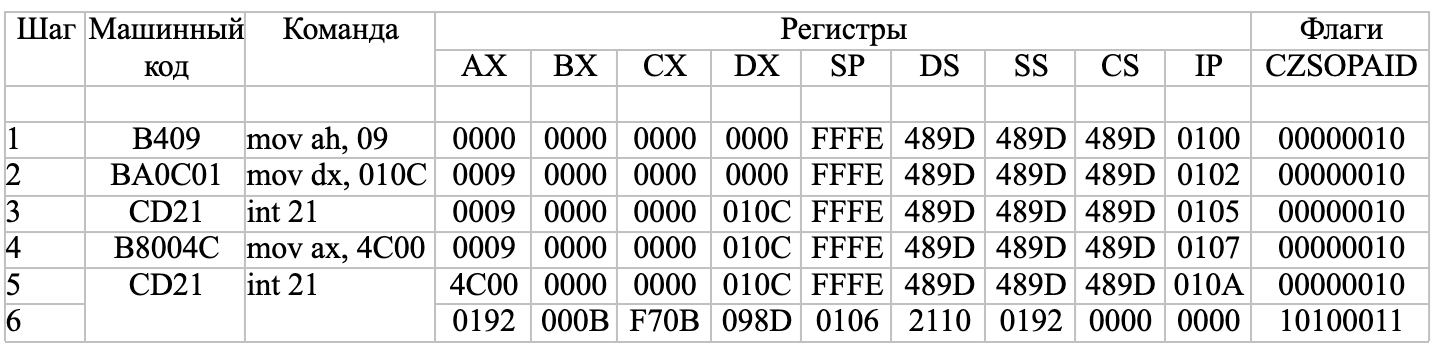 Шаг Машинный код Команда Регистры Флаги
AX BX CX DX SP DS SS CS IP CZSOPAID
1 B409 mov ah, 09 0000 0000 0000 0000 FFFE 489D 489D 489D 0100 00000010
2 BA0C01 mov dx, 010C 0009 0000 0000 0000 FFFE 489D 489D 489D 0102 00000010
3 CD21 int 21 0009 0000 0000 010C FFFE 489D 489D 489D 0105 00000010
4 B8004C mov ax, 4C00 0009 0000 0000 010C FFFE 489D 489D 489D 0107 00000010
5 CD21 int 21 4C00 0000 0000 010C FFFE 489D 489D 489D 010A 00000010
6 0192 000B F70B 098D 0106 2110 0192 0000 0000 10100011